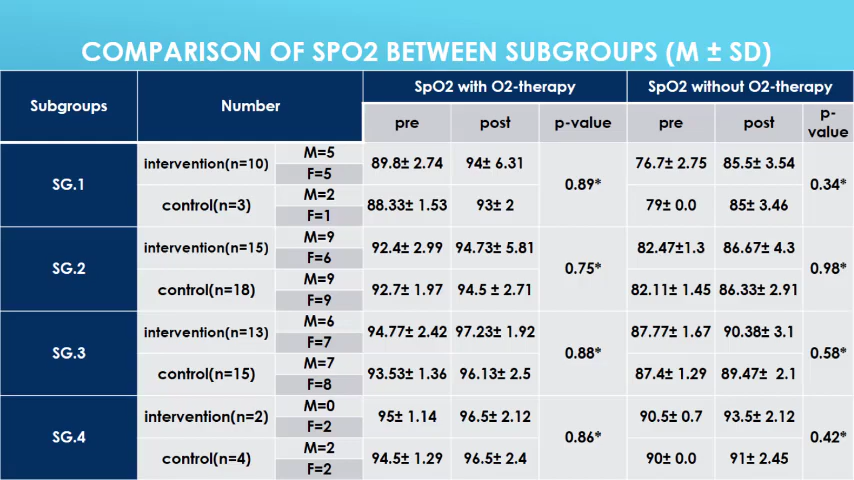 COMPARISON OF SPO2 BETWEEN SUBGROUPS (M ± SD)
Subgroups Number SpO2 with O2-therapy SpO2 without O2-therapy
pre post p-value pre post p-value
SG.1 intervention(n=10) M=5 F=5 89.8± 2.74 94± 6.31 0.89* 76.7± 2.75 85.5± 3.54 0.34*
control(n=3) M=2 F=1 88.33± 1.53 93± 2 79± 0.0 85± 3.46
SG.2 intervention(n=15) M=9 F=6 92.4± 2.99 94.73± 5.81 0.75* 82.47±1.3 86.67± 4.3 0.98*
control(n=18) M=9 F=9 92.7± 1.97 94.5 ± 2.71 82.11± 1.45 86.33± 2.91
SG.3 intervention(n=13) M=6 F=7 94.77± 2.42 97.23± 1.92 0.88* 87.77± 1.67 90.38± 3.1 0.58*
control(n=15) M=7 F=8 93.53± 1.36 96.13± 2.5 87.4± 1.29 89.47± 2.1
SG.4 intervention(n=2) M=0 F=2 95± 1.14 96.5± 2.12 0.86* 90.5± 0.7 93.5± 2.12 0.42*
control(n=4) M=2 F=2 94.5± 1.29 96.5± 2.4 90± 0.0 91± 2.45